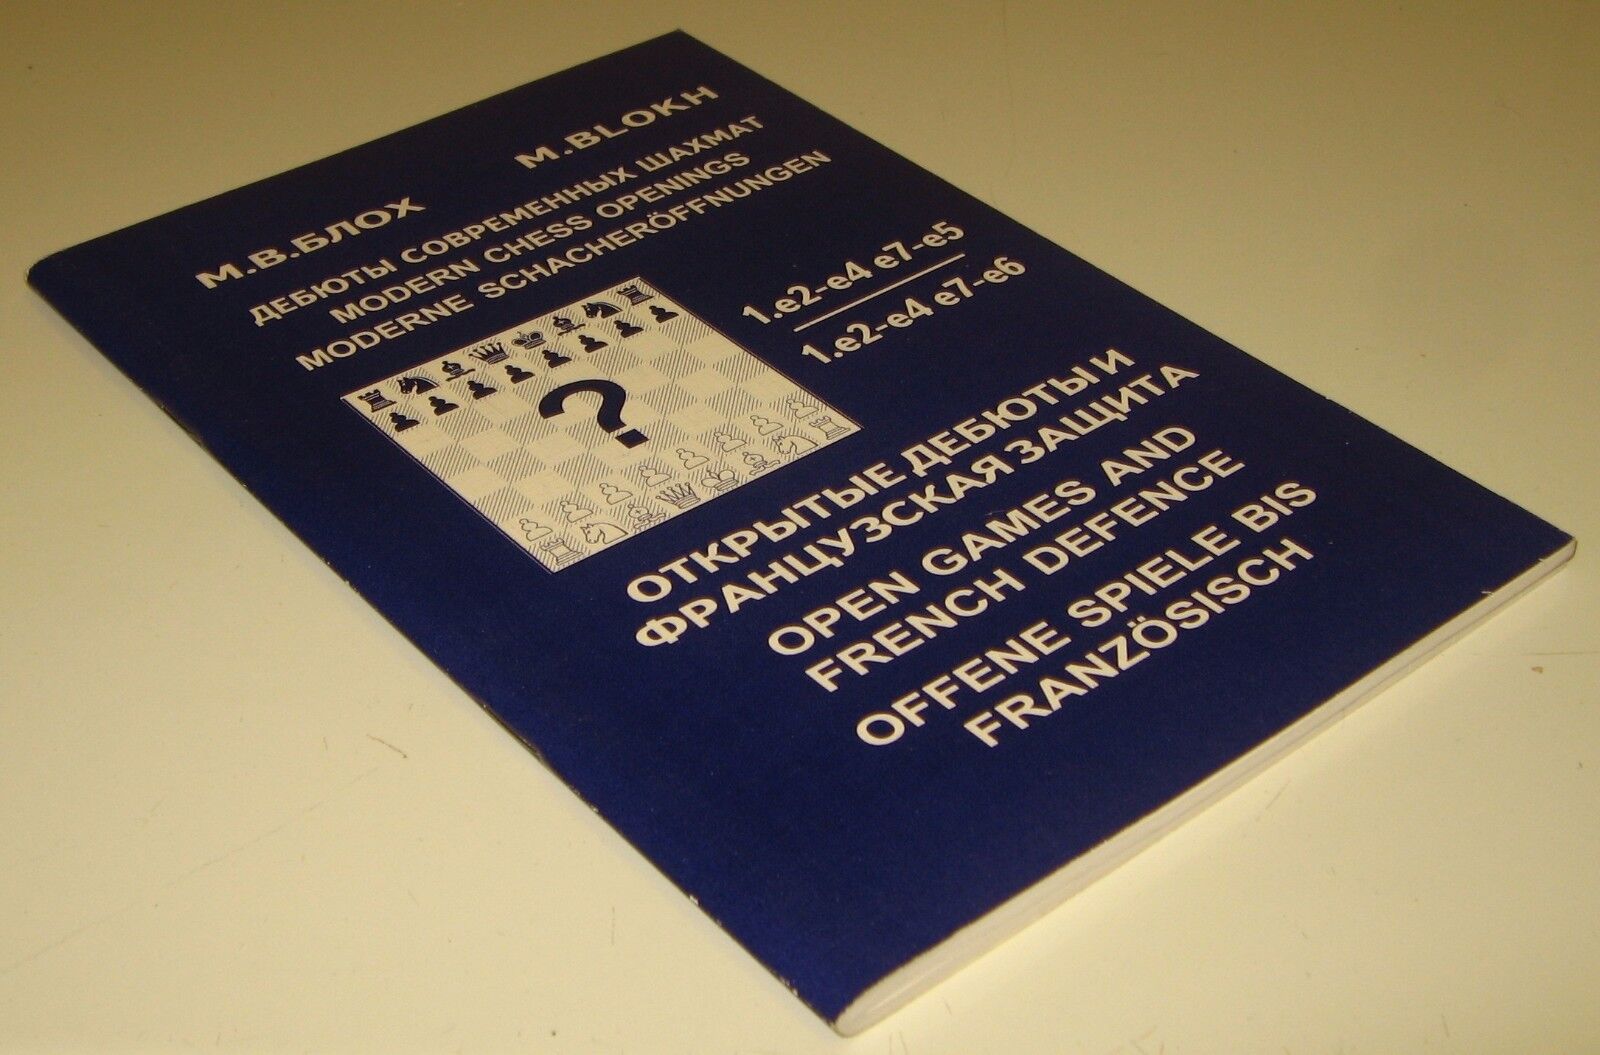 М.В.БЛОХ M.BLOKH
ДЕБЮТЫ СОВРЕМЕННЫХ ШАХМАТ
MODERN CHESS OPENINGS
MODERNE SCHACHERÖFFNUNGEN
?
1.e2-e4 e7-e5
1.e2-e4 e7-e6
ОТКРЫТЫЕ ДЕБЮТЫ И
ФРАНЦУЗСКАЯ ЗАЩИТА
OPEN GAMES AND
FRENCH DEFENCE
OFFENE SPIELE BIS
FRANZÖSISCH